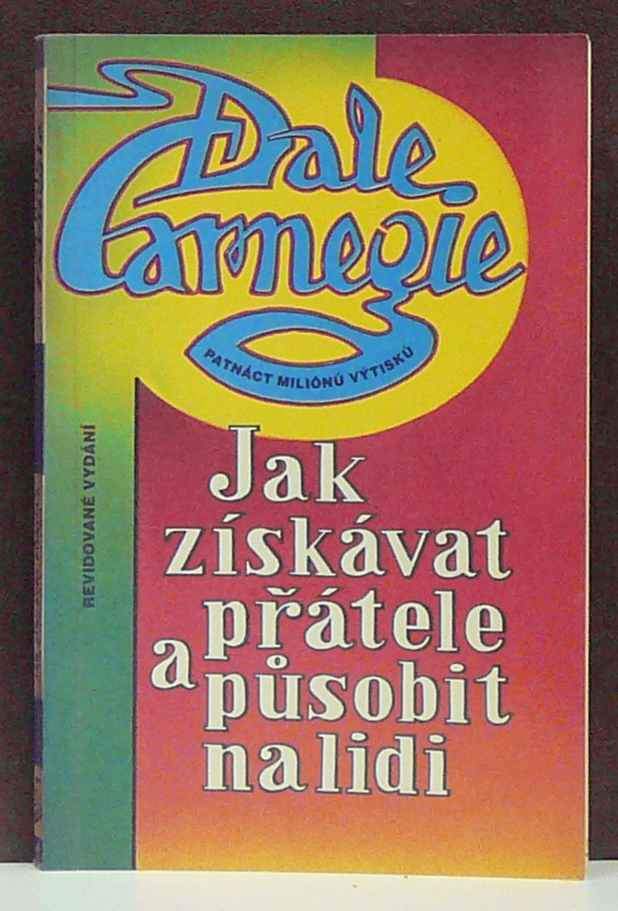 Dale
Carnegie
PATNÁCT MILIÓNŮ VÝTISKŮ
REVIDOVANÉ VYDÁNÍ
Jak
získávat
přátele
a působit
na lidi